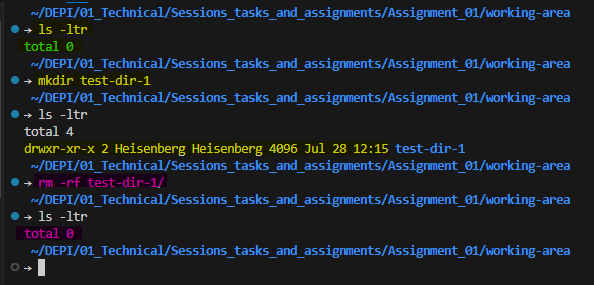 ~/DEPI/01_Technical/Sessions_tasks_and_assignments/Assignment_01/working-area
→ ls -ltr
total 0
~/DEPI/01_Technical/Sessions_tasks_and_assignments/Assignment_01/working-area
→ mkdir test-dir-1
~/DEPI/01_Technical/Sessions_tasks_and_assignments/Assignment_01/working-area
→ ls -ltr
total 4
drwxr-xr-x 2 Heisenberg Heisenberg 4096 Jul 28 12:15 test-dir-1
~/DEPI/01_Technical/Sessions_tasks_and_assignments/Assignment_01/working-area
→ rm -rf test-dir-1/
~/DEPI/01_Technical/Sessions_tasks_and_assignments/Assignment_01/working-area
→ ls -ltr
total 0
~/DEPI/01_Technical/Sessions_tasks_and_assignments/Assignment_01/working-area
→